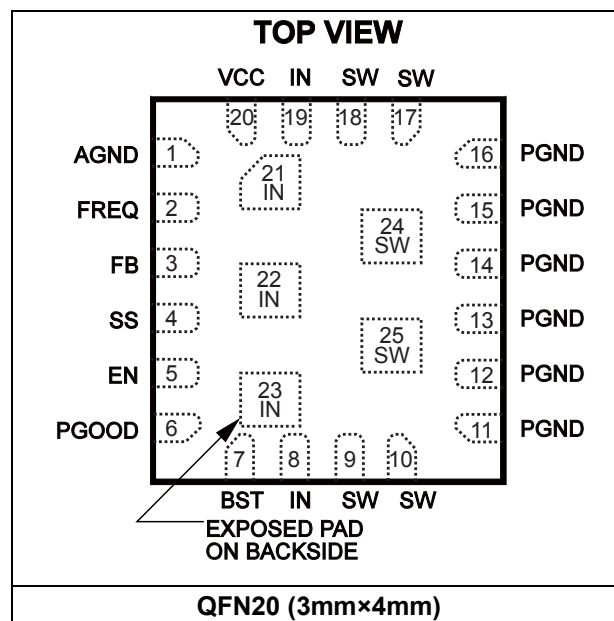 TOP VIEW
VCC IN SW SW
20 19 18 17
AGND 1 16 PGND
21
IN
FREQ 2 15 PGND
24
SW
FB 3 14 PGND
22
IN
SS 4 13 PGND
25
SW
EN 5 12 PGND
23
IN
PGOOD 6 11 PGND
7 8 9 10
BST IN SW SW
EXPOSED PAD
ON BACKSIDE
QFN20 (3mm×4mm)